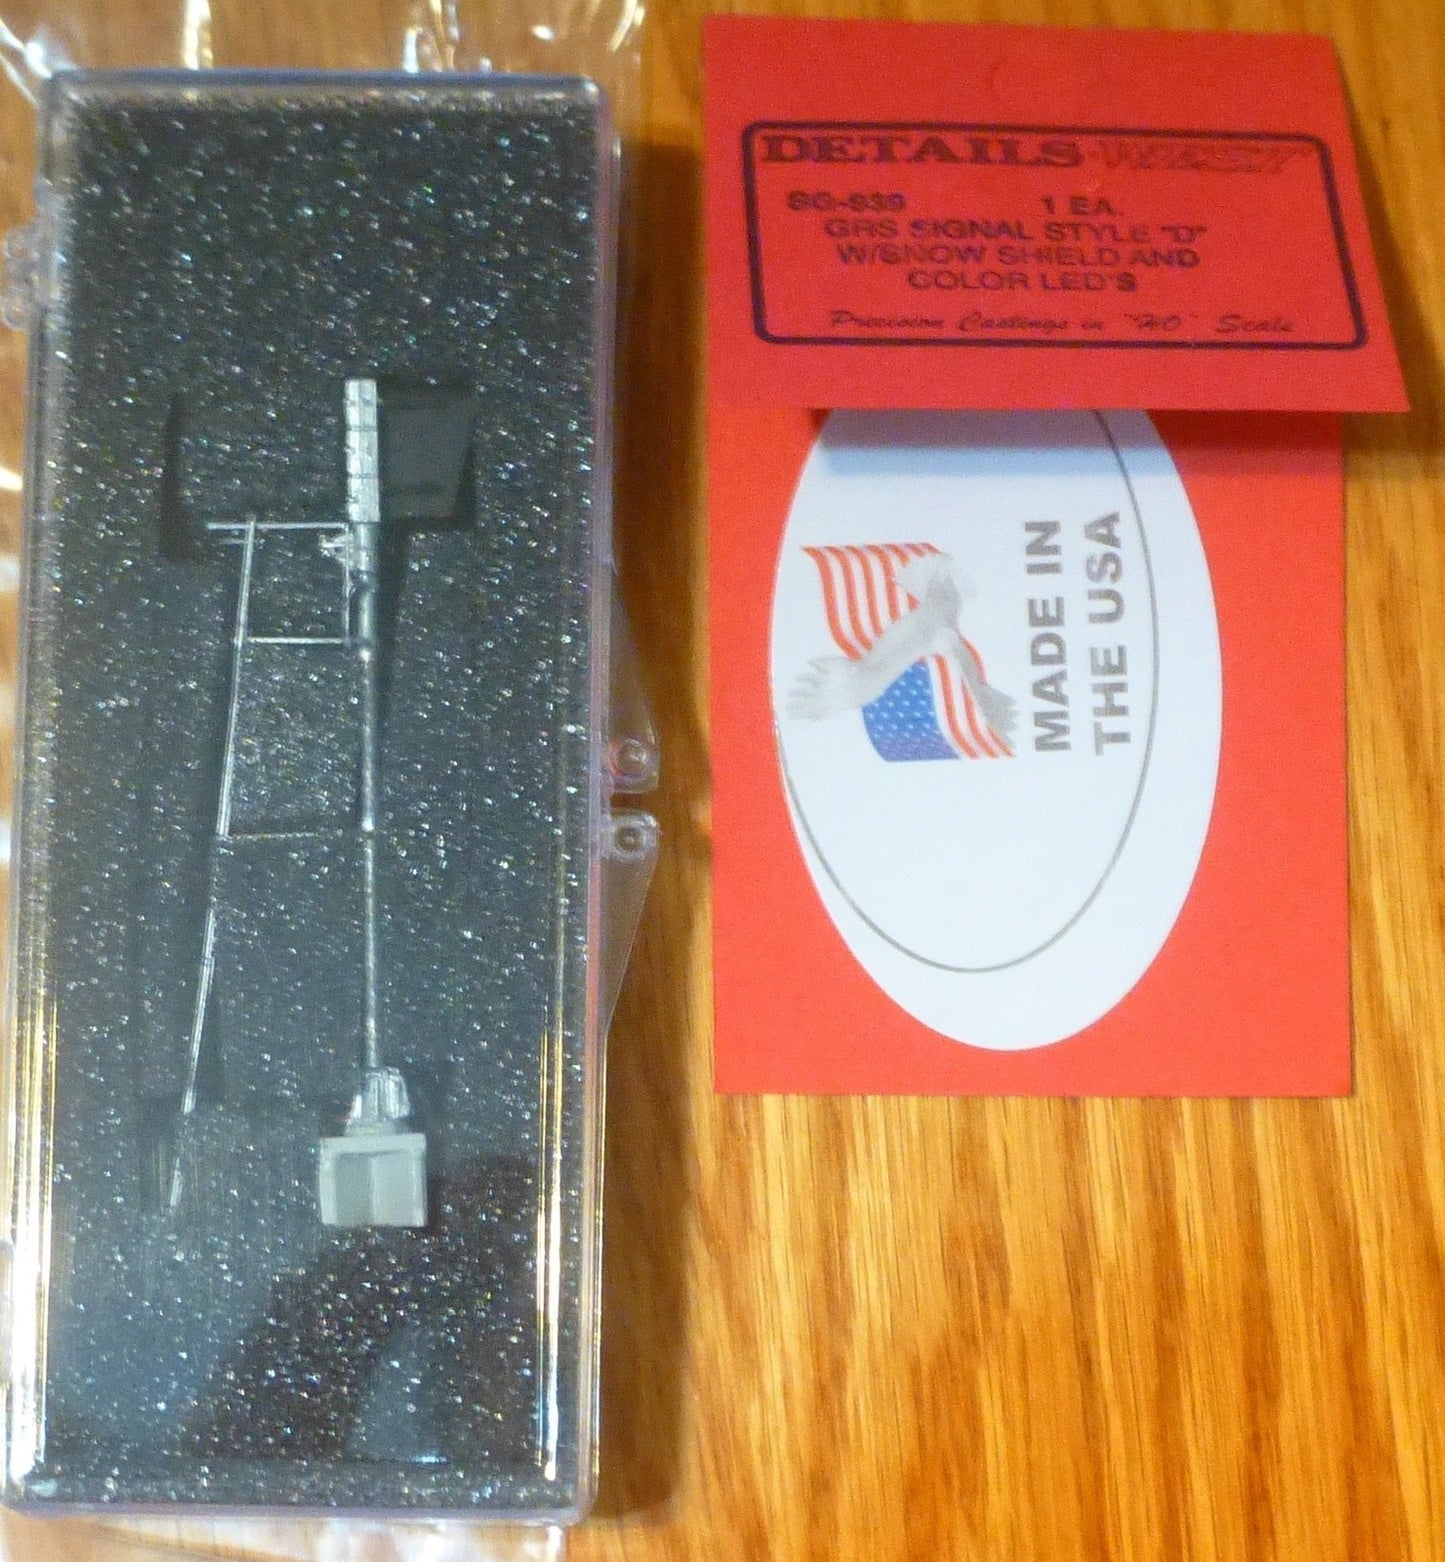 DETAILS WEST
SG-939 1 EA.
GRS SIGNAL STYLE "D"
W/SNOW SHIELD AND
COLOR LED'S
Precision Castings in "HO" Scale
MADE IN
THE USA